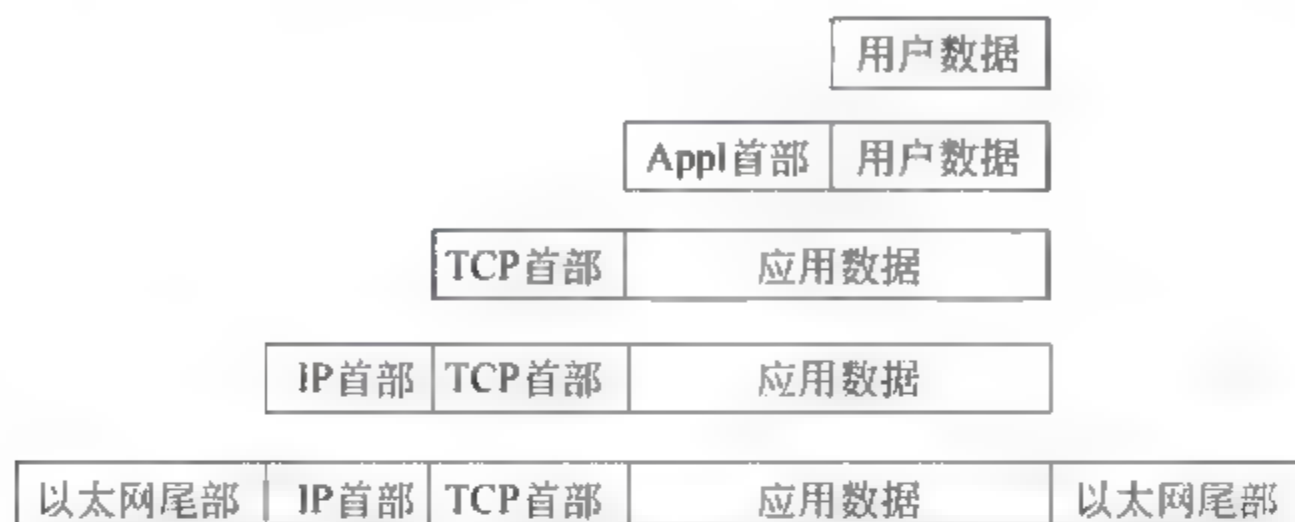 用户数据
Appl首部 用户数据
TCP首部 应用数据
IP首部 TCP首部 应用数据
以太网尾部 IP首部 TCP首部 应用数据 以太网尾部